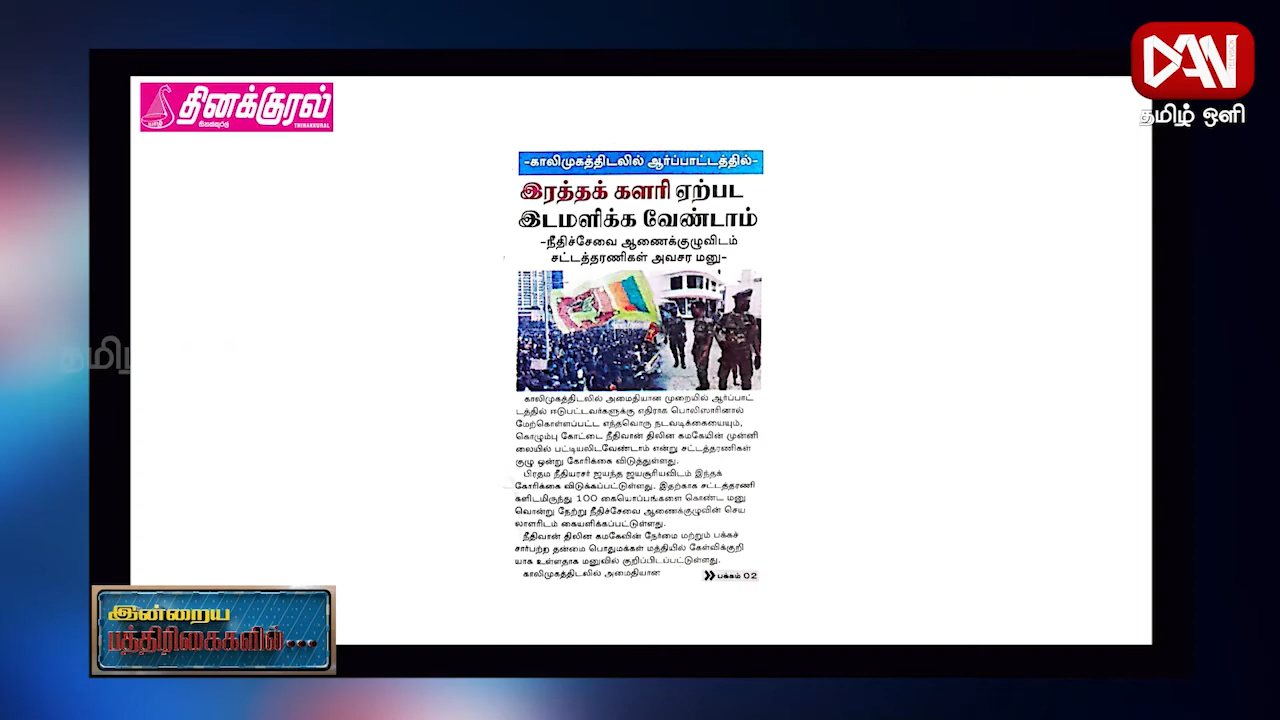 DAN
TELEVISION
தமிழ் ஒளி
தினக்குரல்
யாழ்
THINAKKURAL
-காலிமுகத்திடலில் ஆர்ப்பாட்டத்தில்-
இரத்தக் களரி ஏற்பட
இடமளிக்க வேண்டாம்
-நீதிச்சேவை ஆணைக்குழுவிடம்
சட்டத்தரணிகள் அவசர மனு-
காலிமுகத்திடலில் அமைதியான முறையில் ஆர்ப்பாட்
டத்தில் ஈடுபட்டவர்களுக்கு எதிராக பொலிஸாரினால்
மேற்கொள்ளப்பட்ட எந்தவொரு நடவடிக்கையையும்,
கொழும்பு கோட்டை நீதிவான் திலின கமகேயின் முன்னி
லையில் பட்டியலிடவேண்டாம் என்று சட்டத்தரணிகள்
குழு ஒன்று கோரிக்கை விடுத்துள்ளது.
பிரதம நீதியரசர் ஜயந்த ஜயசூரியவிடம் இந்தக்
கோரிக்கை விடுக்கப்பட்டுள்ளது. இதற்காக சட்டத்தரணி
களிடமிருந்து 100 கையொப்பங்களை கொண்ட மனு
வொன்று நேற்று நீதிச்சேவை ஆணைக்குழுவின் செய
லாளரிடம் கையளிக்கப்பட்டுள்ளது.
நீதிவான் திலின கமகேவின் நேர்மை மற்றும் பக்கச்
சார்பற்ற தன்மை பொதுமக்கள் மத்தியில் கேள்விக்குறி
யாக உள்ளதாக மனுவில் குறிப்பிடப்பட்டுள்ளது.
காலிமுகத்திடலில் அமைதியான
பக்கம் 02
தமிழ்
இன்றைய
பத்திரிகைகளில்...